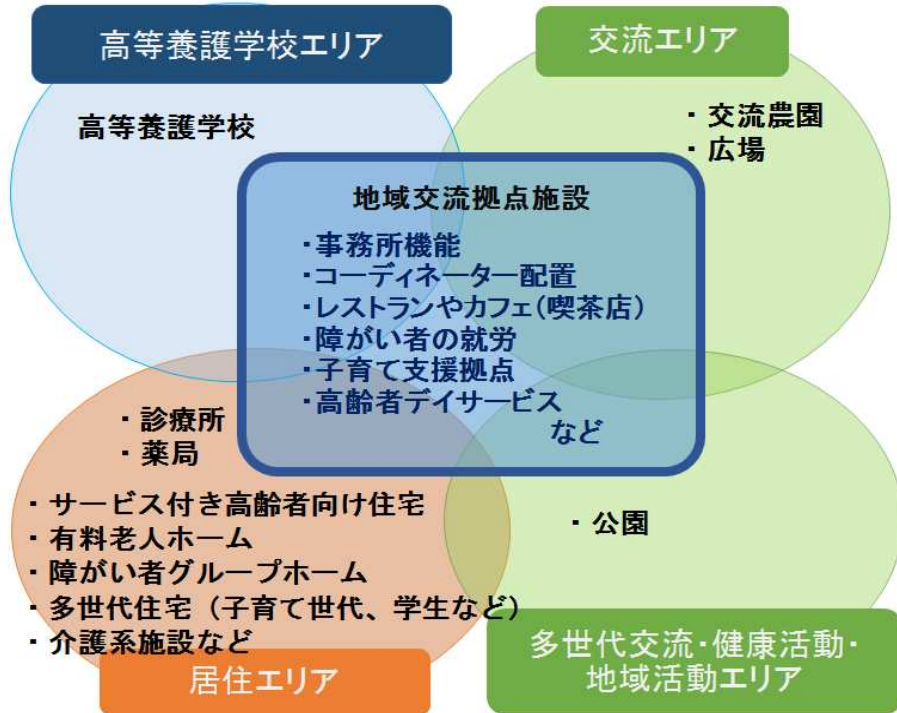 高等養護学校エリア
交流エリア
高等養護学校
・交流農園
・広場
地域交流拠点施設
・事務所機能
・コーディネーター配置
・レストランやカフェ(喫茶店)
・障がい者の就労
・子育て支援拠点
・高齢者デイサービス
など
・診療所
・薬局
・サービス付き高齢者向け住宅
・有料老人ホーム
・障がい者グループホーム
・多世代住宅（子育て世代、学生など）
・介護系施設など
・公園
居住エリア
多世代交流・健康活動・
地域活動エリア